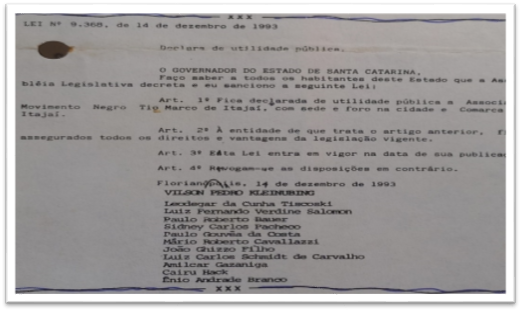 XXX
LEI Nº 9.368, de 14 de dezembro de 1993
Declara de utilidade pública.
O GOVERNADOR DO ESTADO DE SANTA CATARINA,
Faço saber a todos os habitantes deste Estado que a As
bléia Legislativa decreta e eu sanciono a seguinte Lei:
Art. 1º Fica declarada de utilidade pública a Associ
Movimento Negro Tio Marco de Itajaí, com sede e foro na cidade e Comarca
Itajaí.
Art. 2º À entidade de que trata o artigo anterior, f
assegurados todos os direitos e vantagens da legislação vigente.
Art. 3º Esta Lei entra em vigor na data de sua publica
Art. 4º Revogam-se as disposições em contrário.
Florianópolis, 14 de dezembro de 1993
VILSON PEDRO KLEINUBING
Leodegar da Cunha Tiscoski
Luiz Fernando Verdine Salomon
Paulo Roberto Bauer
Sidney Carlos Pacheco
Paulo Gouvêa da Costa
Mário Roberto Cavallazzi
João Ghizzo Filho
Luiz Carlos Schmidt de Carvalho
Amilcar Gazaniga
Cairu Hack
Ênio Andrade Branco
XXX